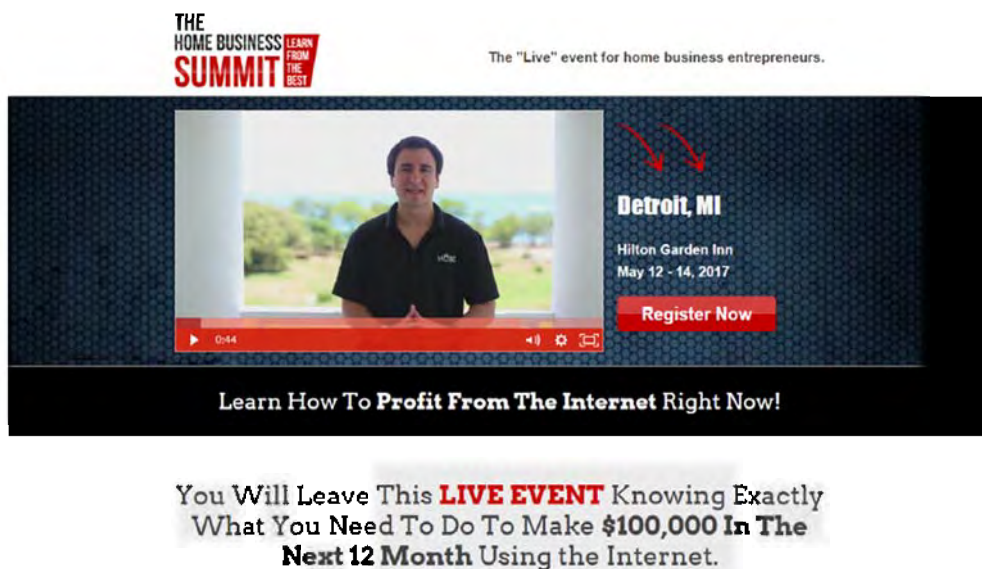 THE
HOME BUSINESS
SUMMIT
LEARN
FROM
THE
BEST
The "Live" event for home business entrepreneurs.
Detroit, MI
Hilton Garden Inn
May 12 - 14, 2017
Register Now
0:44
Learn How To Profit From The Internet Right Now!
You Will Leave This LIVE EVENT Knowing Exactly
What You Need To Do To Make $100,000 In The
Next 12 Month Using the Internet.